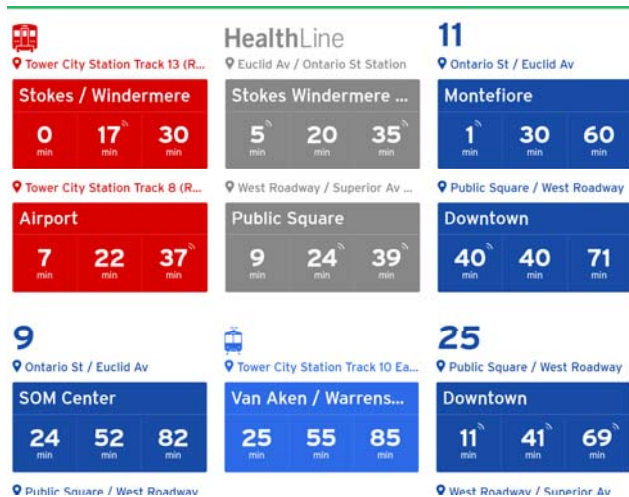 Tower City Station Track 13 (R...
Stokes / Windermere
0 17 30
min min min
Tower City Station Track 8 (R...
Airport
7 22 37
min min min
HealthLine
Euclid Av / Ontario St Station
Stokes Windermere ...
5 20 35
min min min
West Roadway / Superior Av ...
Public Square
9 24 39
min min min
11
Ontario St / Euclid Av
Montefiore
1 30 60
min min min
Public Square / West Roadway
Downtown
40 40 71
min min min
9
Ontario St / Euclid Av
SOM Center
24 52 82
min min min
Public Square / West Roadway
Tower City Station Track 10 Ea...
Van Aken / Warrens...
25 55 85
min min min
25
Public Square / West Roadway
Downtown
11 41 69
min min min
West Roadway / Superior Av